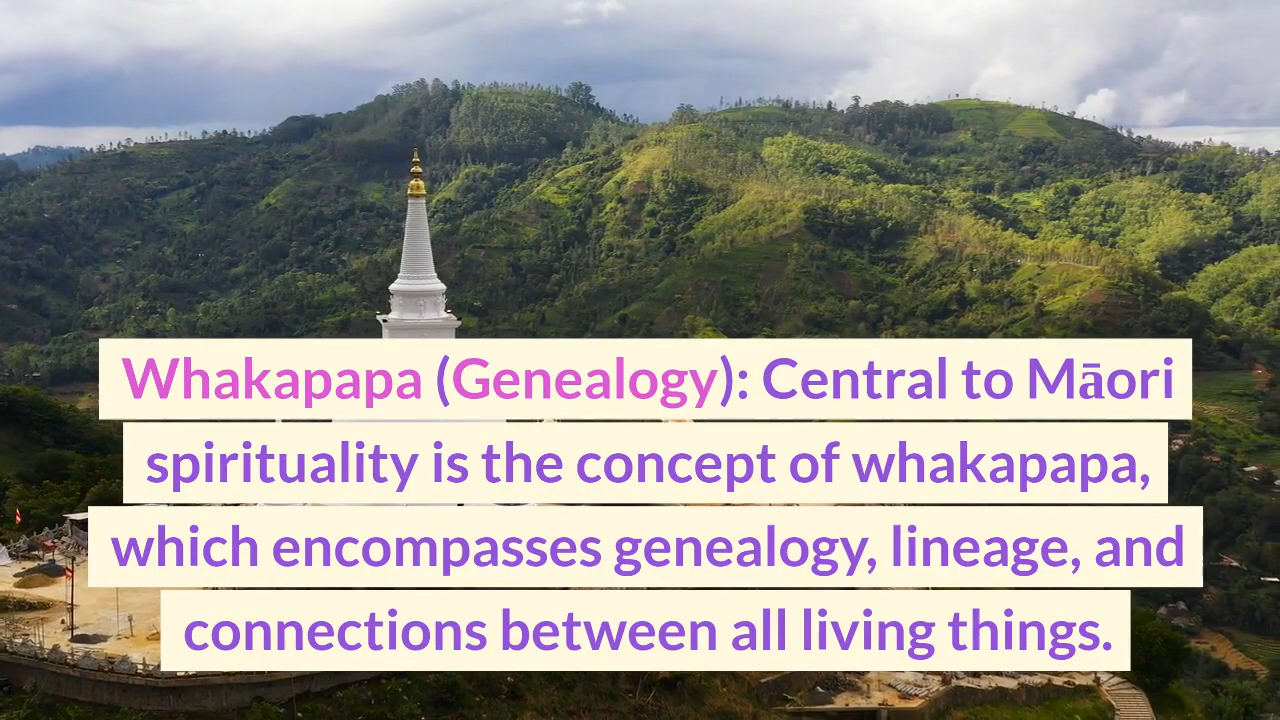 Whakapapa (Genealogy): Central to Māori
spirituality is the concept of whakapapa,
which encompasses genealogy, lineage, and
connections between all living things.